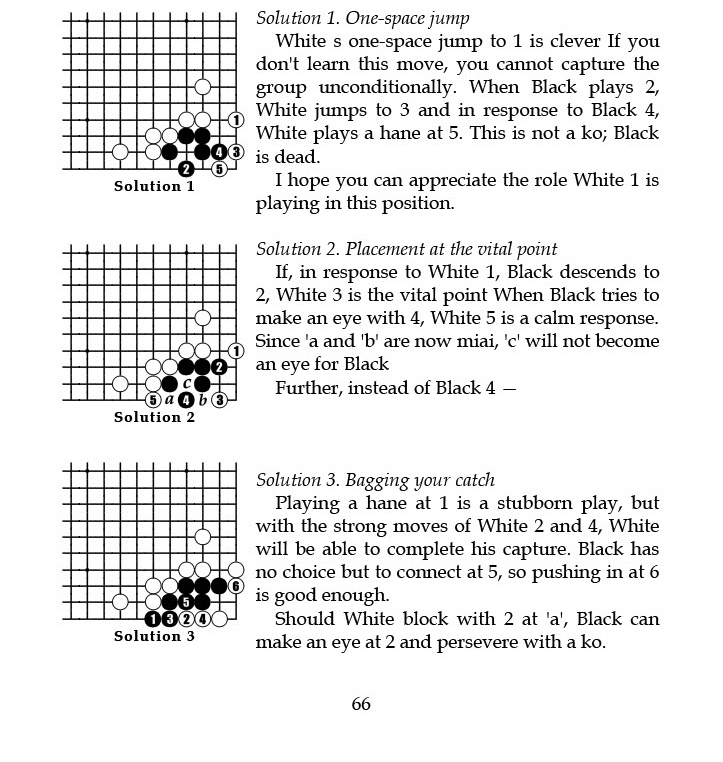 Solution 1. One-space jump
White s one-space jump to 1 is clever If you
don't learn this move, you cannot capture the
group unconditionally. When Black plays 2,
White jumps to 3 and in response to Black 4,
White plays a hane at 5. This is not a ko; Black
is dead.
I hope you can appreciate the role White 1 is
playing in this position.
1
4 3
2 5
Solution 1
Solution 2. Placement at the vital point
If, in response to White 1, Black descends to
2, White 3 is the vital point When Black tries to
make an eye with 4, White 5 is a calm response.
Since 'a and 'b' are now miai, 'c' will not become
an eye for Black
Further, instead of Black 4 —
1
2
c
5 a 4 b 3
Solution 2
Solution 3. Bagging your catch
Playing a hane at 1 is a stubborn play, but
with the strong moves of White 2 and 4, White
will be able to complete his capture. Black has
no choice but to connect at 5, so pushing in at 6
is good enough.
Should White block with 2 at 'a', Black can
make an eye at 2 and persevere with a ko.
6
5
1 3 2 4
Solution 3
66